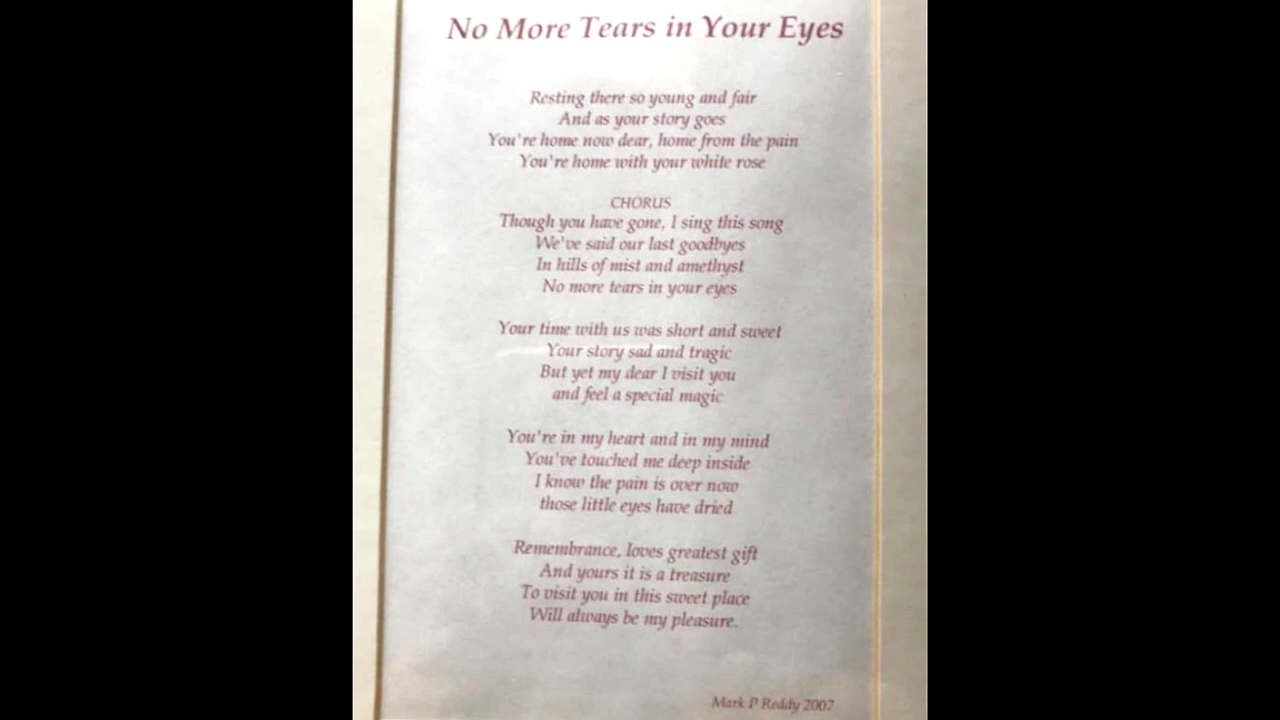 No More Tears in Your Eyes
Resting there so young and fair
And as your story goes
You're home now dear, home from the pain
You're home with your white rose
CHORUS
Though you have gone, I sing this song
We've said our last goodbyes
In hills of mist and amethyst
No more tears in your eyes
Your time with us was short and sweet
Your story sad and tragic
But yet my dear I visit you
and feel a special magic
You're in my heart and in my mind
You've touched me deep inside
I know the pain is over now
those little eyes have dried
Remembrance, loves greatest gift
And yours it is a treasure
To visit you in this sweet place
Will always be my pleasure.
Mark P Reddy 2007